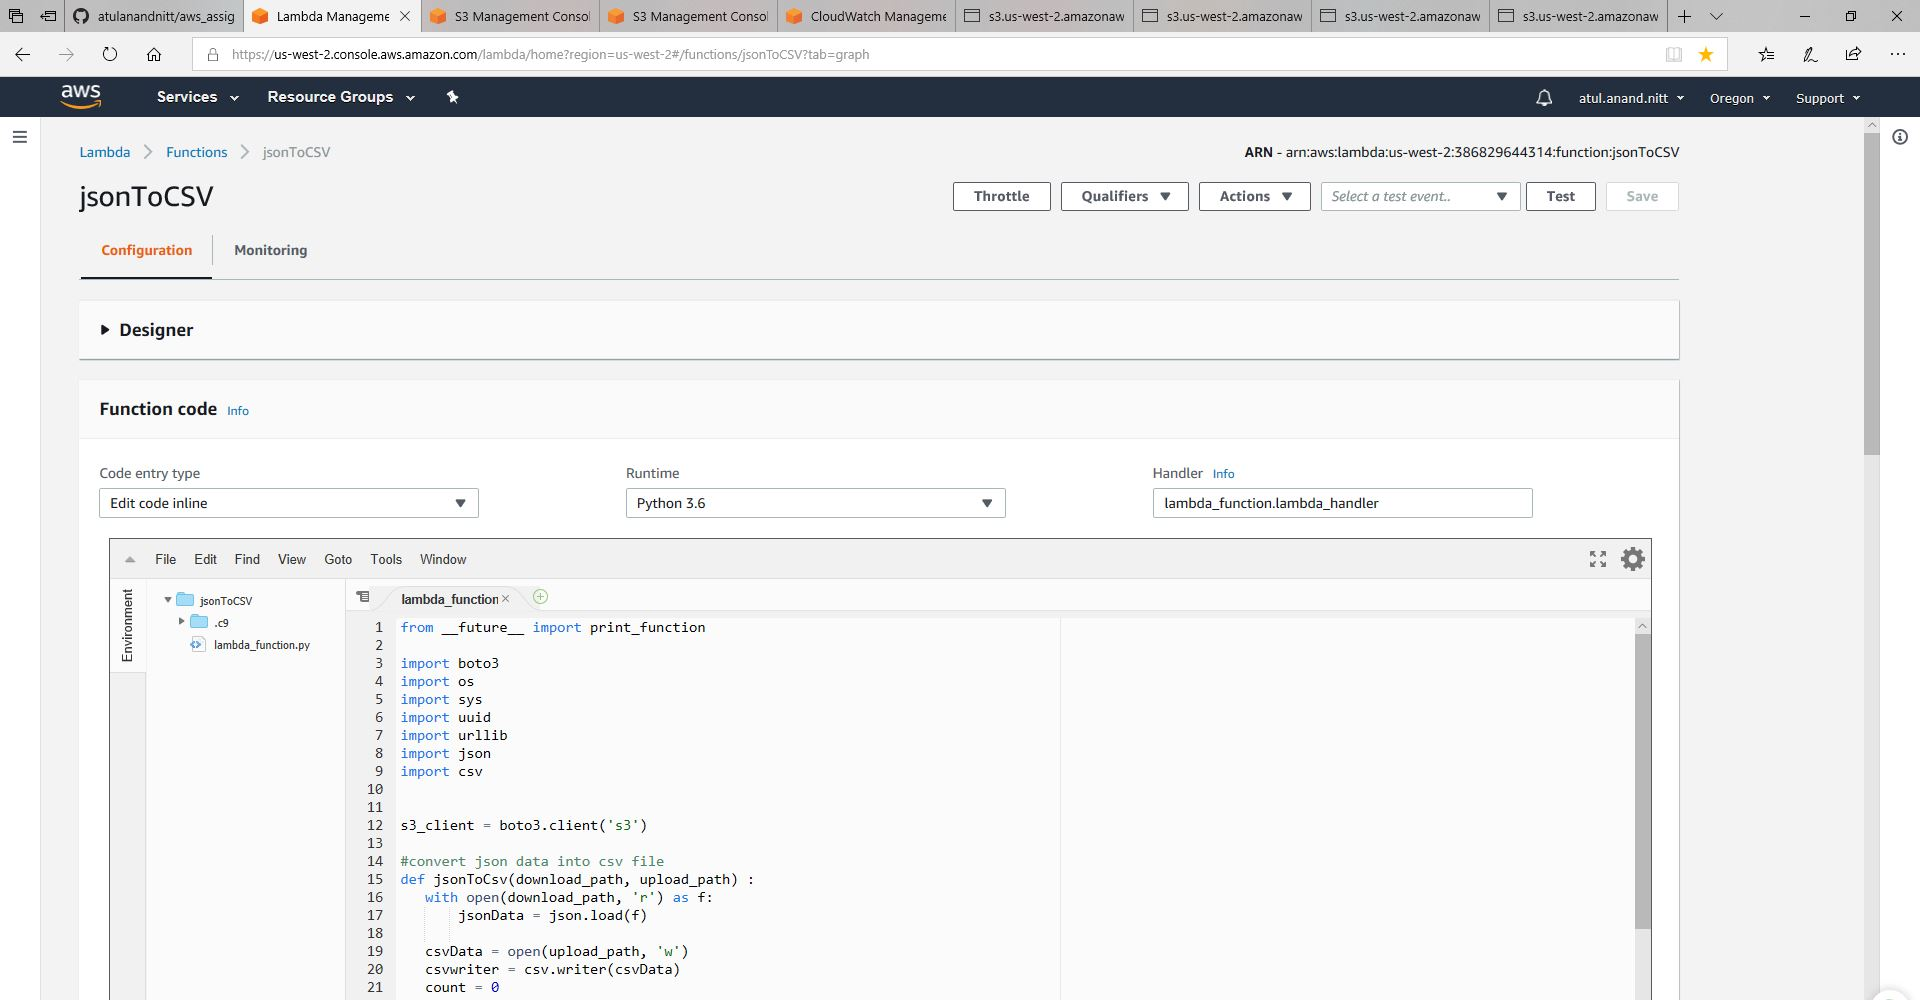 atulanandnitt/aws_assig
Lambda Manageme
S3 Management Consol
S3 Management Consol
CloudWatch Manageme
s3.us-west-2.amazonaw
s3.us-west-2.amazonaw
s3.us-west-2.amazonaw
s3.us-west-2.amazonaw
https://us-west-2.console.aws.amazon.com/lambda/home?region=us-west-2#/functions/jsonToCSV?tab=graph
aws Services Resource Groups atul.anand.nitt Oregon Support
Lambda Functions jsonToCSV
ARN - arn:aws:lambda:us-west-2:386829644314:function:jsonToCSV
jsonToCSV
Throttle Qualifiers Actions Select a test event.. Test Save
Configuration Monitoring
Designer
Function code Info
Code entry type
Edit code inline
Runtime
Python 3.6
Handler Info
lambda_function.lambda_handler
File Edit Find View Goto Tools Window
Environment
jsonToCSV
.c9
lambda_function.py
lambda_function
1 from __future__ import print_function
2
3 import boto3
4 import os
5 import sys
6 import uuid
7 import urllib
8 import json
9 import csv
10
11
12 s3_client = boto3.client('s3')
13
14 #convert json data into csv file
15 def jsonToCsv(download_path, upload_path) :
16 with open(download_path, 'r') as f:
17 jsonData = json.load(f)
18
19 csvData = open(upload_path, 'w')
20 csvwriter = csv.writer(csvData)
21 count = 0